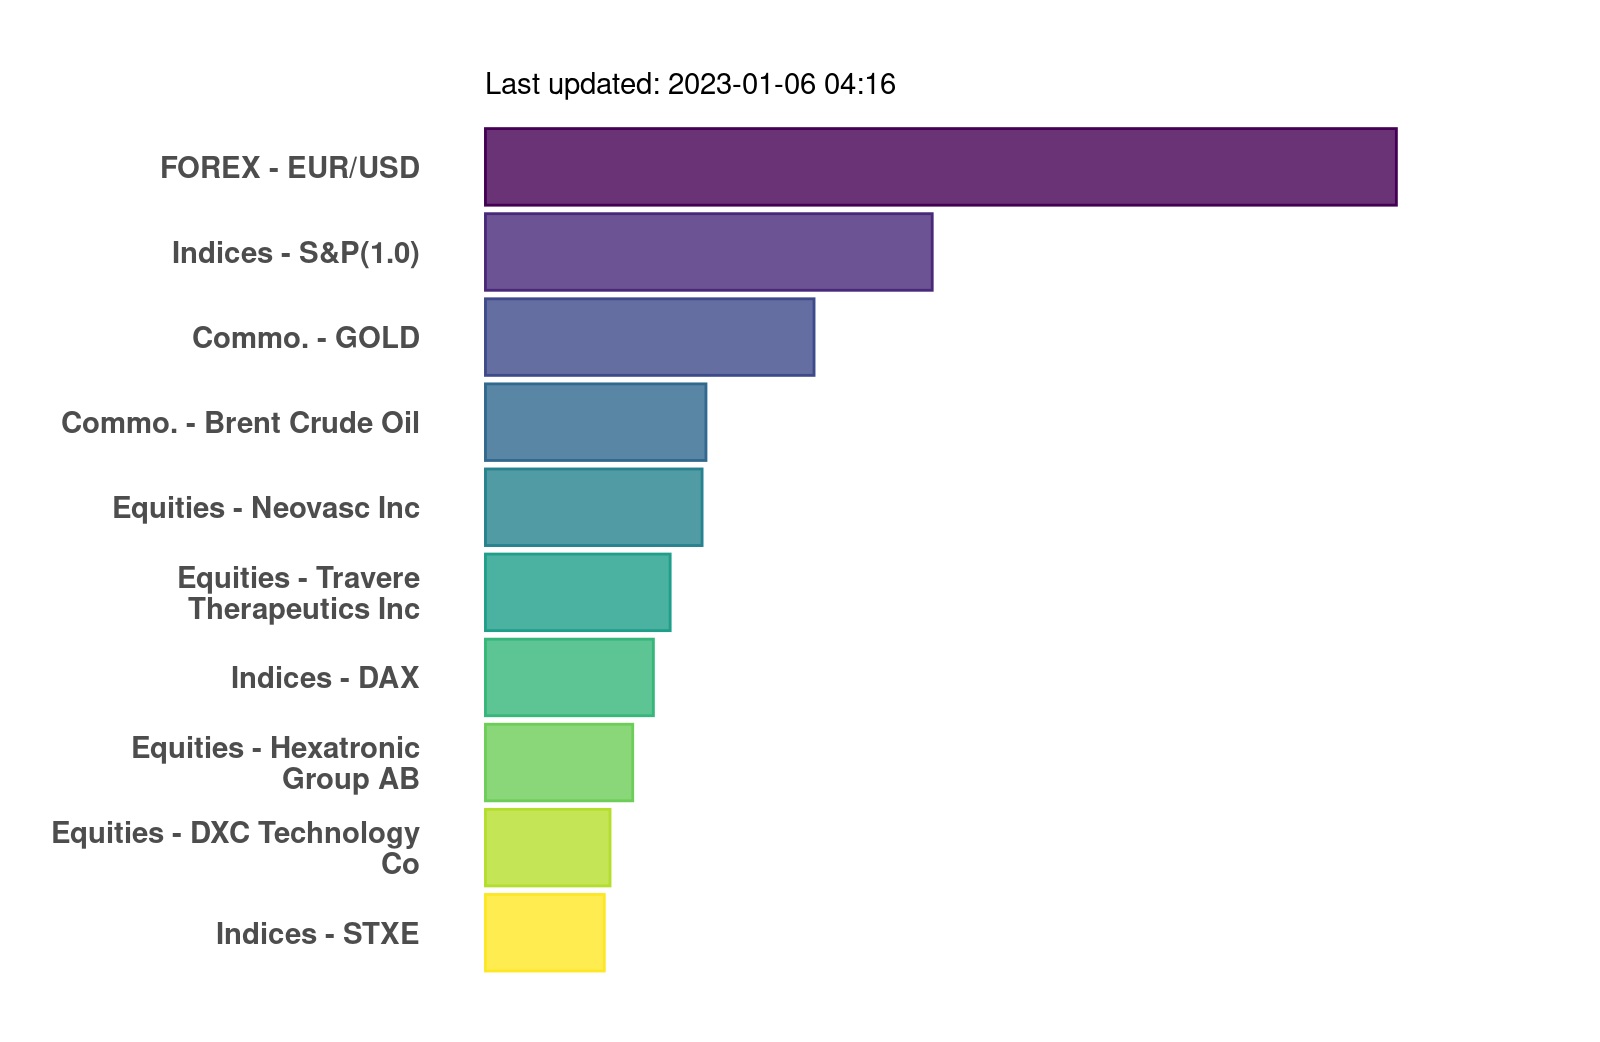 Last updated: 2023-01-06 04:16
FOREX - EUR/USD
Indices - S&P(1.0)
Commo. - GOLD
Commo. - Brent Crude Oil
Equities - Neovasc Inc
Equities - Travere
Therapeutics Inc
Indices - DAX
Equities - Hexatronic
Group AB
Equities - DXC Technology
Co
Indices - STXE